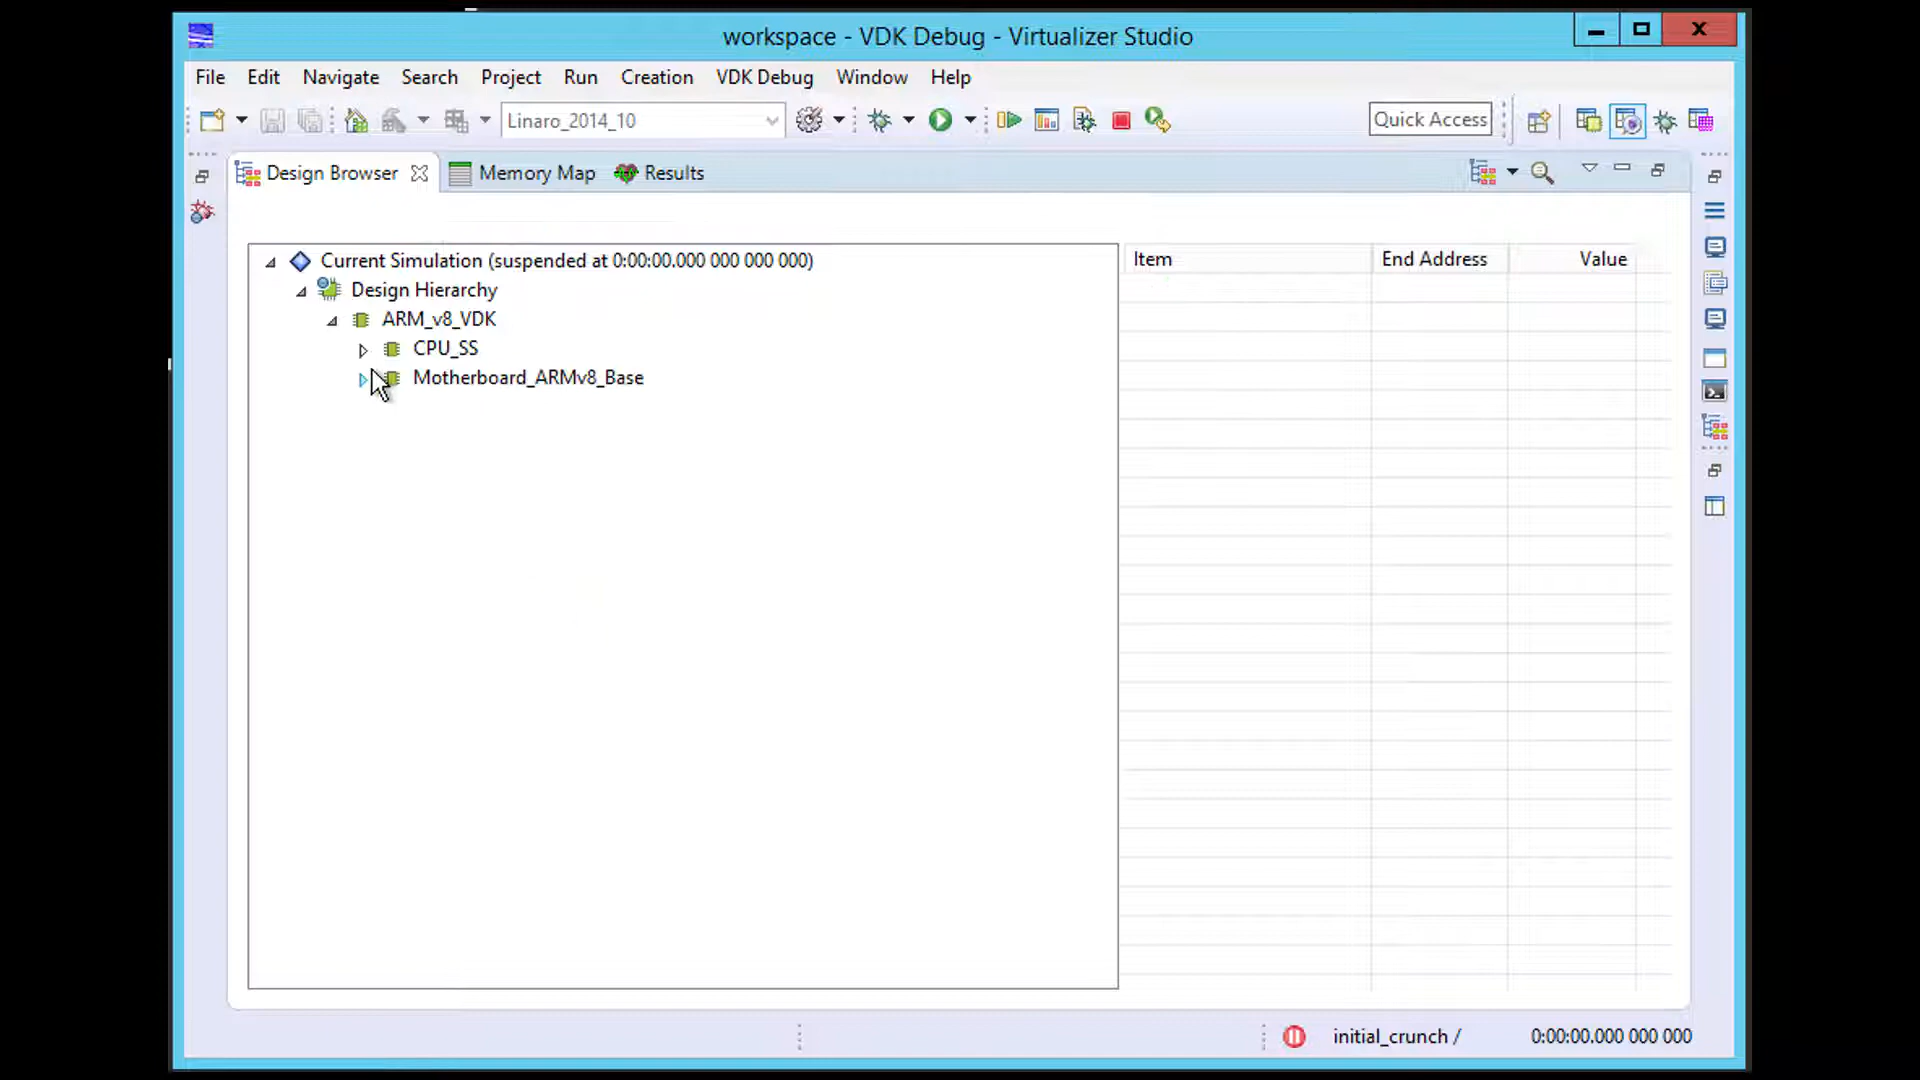 workspace - VDK Debug - Virtualizer Studio
File Edit Navigate Search Project Run Creation VDK Debug Window Help
Linaro_2014_10
Quick Access
Design Browser Memory Map Results
Current Simulation (suspended at 0:00:00.000 000 000 000)
Design Hierarchy
ARM_v8_VDK
CPU_SS
Motherboard_ARMv8_Base
Item End Address Value
initial_crunch / 0:00:00.000 000 000